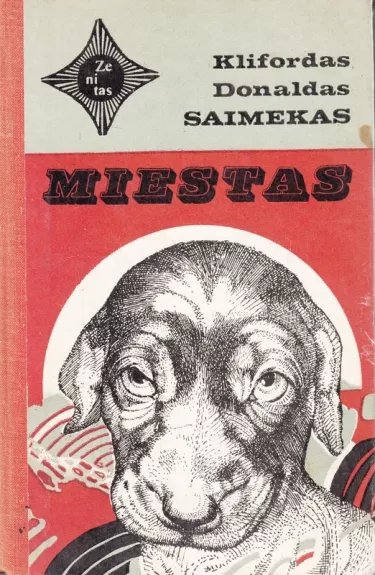 Ze
ni
tas
Klifordas
Donaldas
SAIMEKAS
MIESTAS